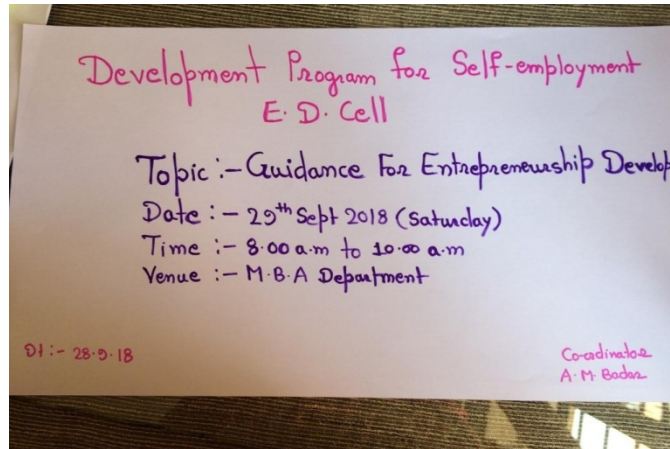 Development Program for Self-employment
E. D. Cell
Topic :- Guidance For Entrepreneurship Develop
Date :- 29th Sept 2018 (Saturday)
Time :- 8.00 a.m to 10.00 a.m
Venue :- M.B.A Department
Dt :- 28.9.18
Co-ordinator
A.M. Badar